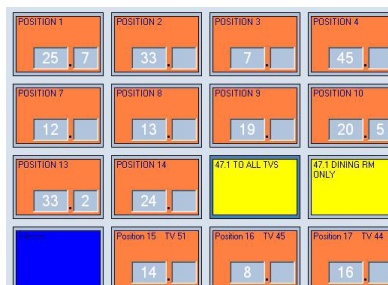 POSITION 1 POSITION 2 POSITION 3 POSITION 4
25 . 7 33 . 7 . 45 .
POSITION 7 POSITION 8 POSITION 9 POSITION 10
12 . 13 . 19 . 20 . 5
POSITION 13 POSITION 14 47.1 TO ALL TVS 47.1 DINING RM
ONLY
33 . 2 24 .
Position 15 TV 51 Position 16 TV 45 Position 17 TV 44
14 . 8 . 16 .